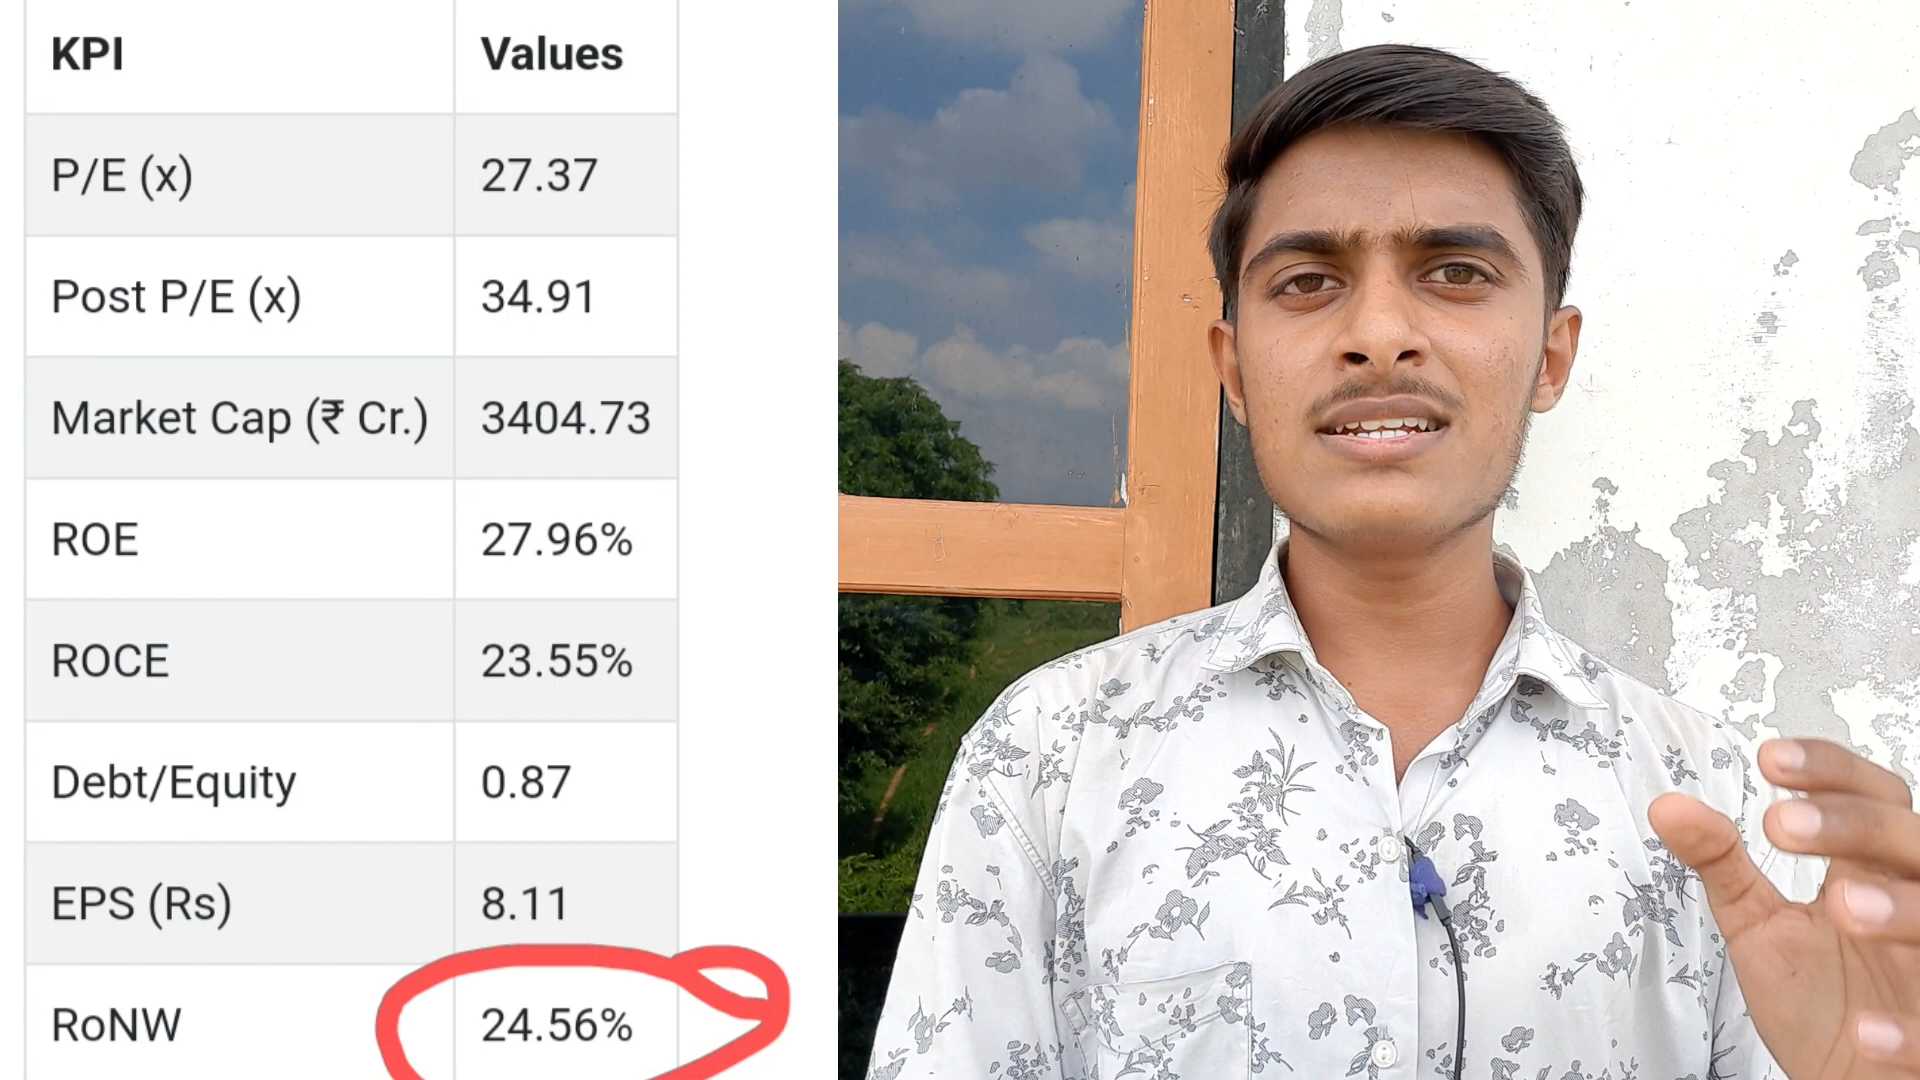 KPI Values
P/E (x) 27.37
Post P/E (x) 34.91
Market Cap (₹ Cr.) 3404.73
ROE 27.96%
ROCE 23.55%
Debt/Equity 0.87
EPS (Rs) 8.11
RoNW 24.56%